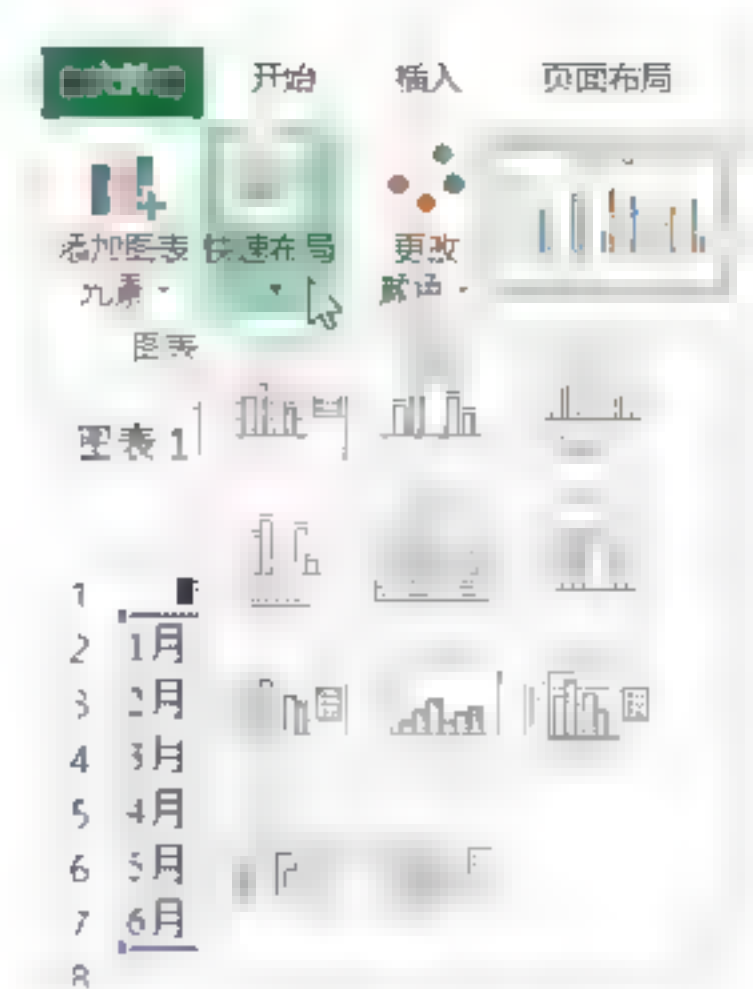 文件 开始 插入 页面布局
添加图表 快速布局 更改
元素 颜色
图表
图表 1
1
2 1月
3 2月
4 3月
5 4月
6 5月
7 6月
8